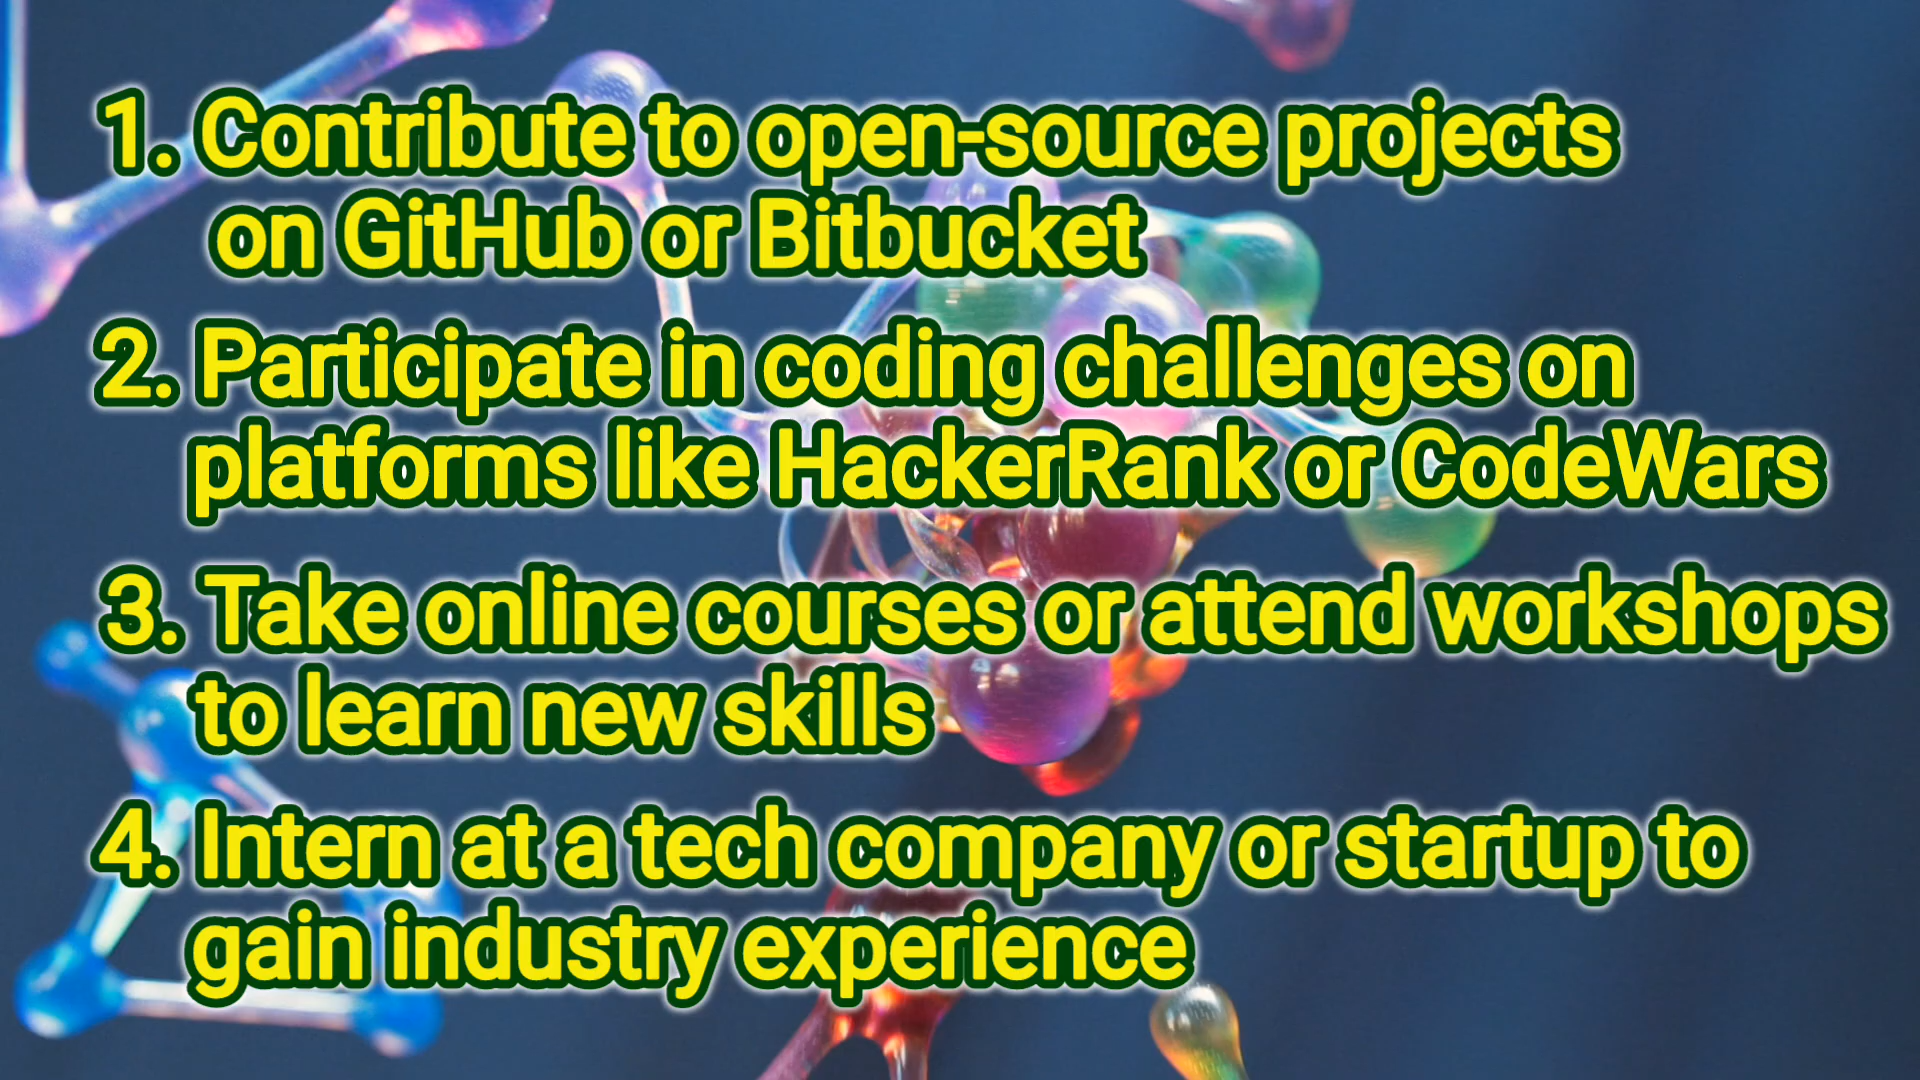 1. Contribute to open-source projects
on GitHub or Bitbucket
2. Participate in coding challenges on
platforms like HackerRank or CodeWars
3. Take online courses or attend workshops
to learn new skills
4. Intern at a tech company or startup to
gain industry experience